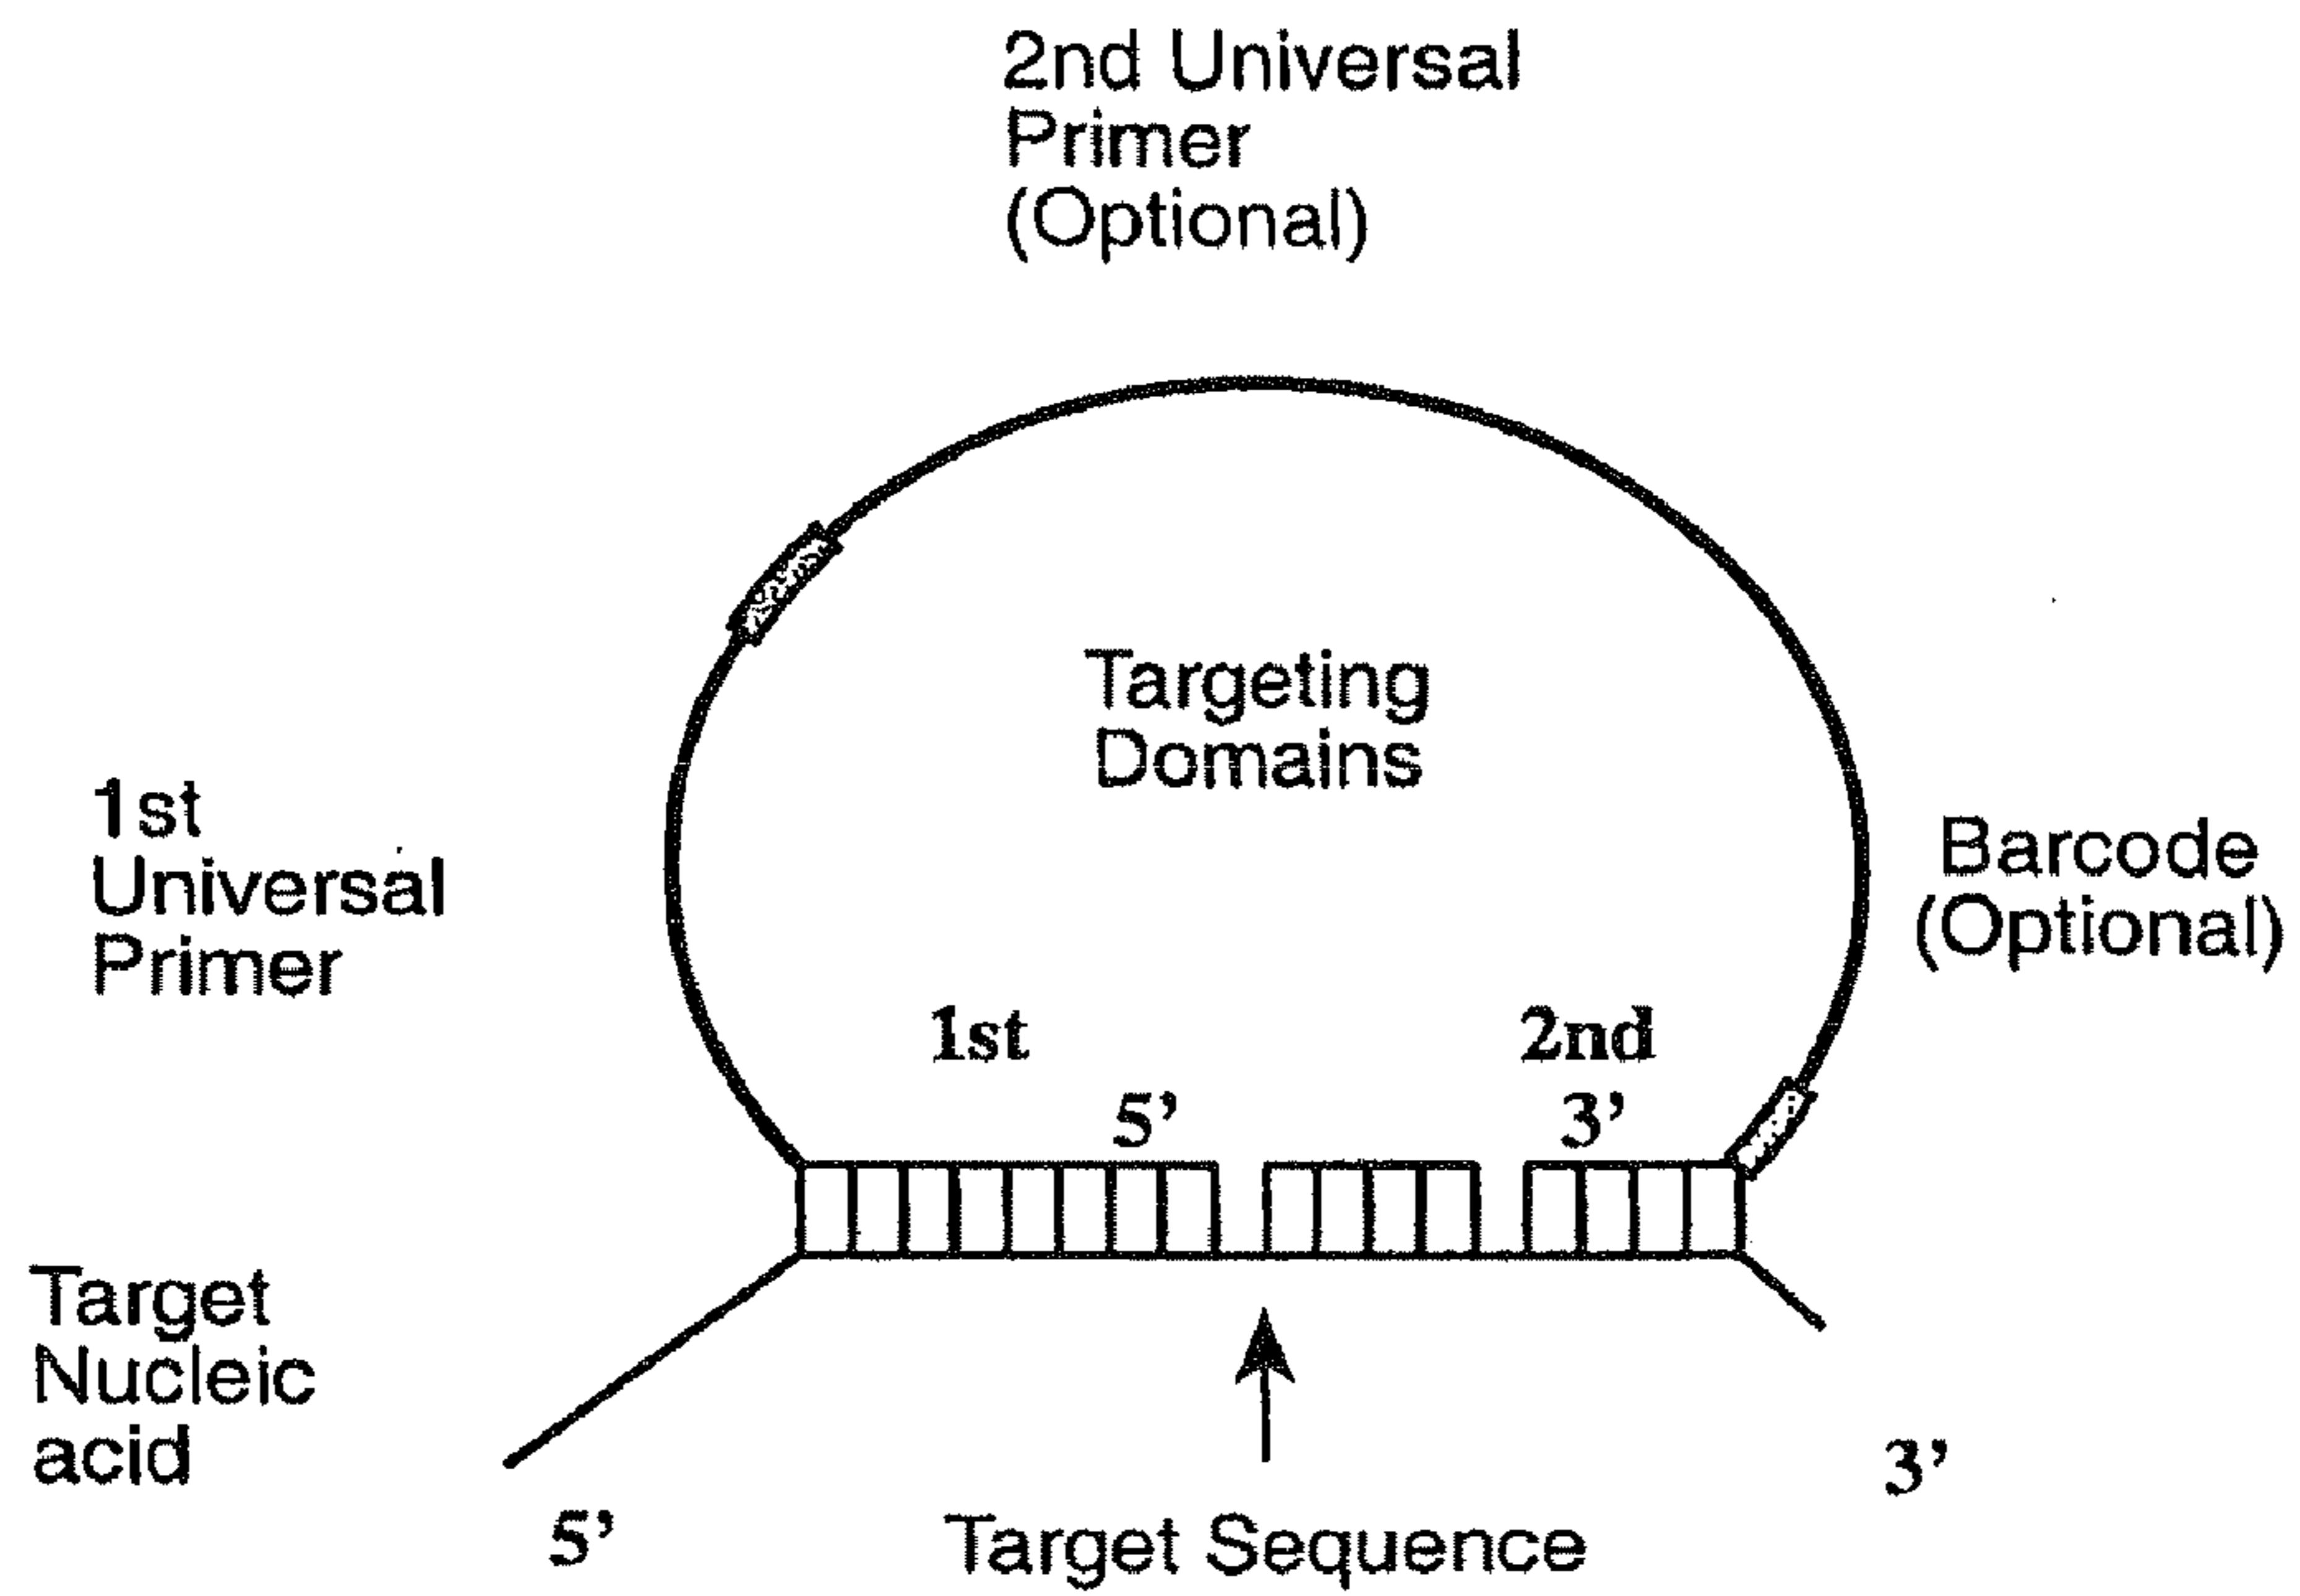 2nd Universal
Primer
(Optional)
Targeting
Domains
1st
Universal
Primer
Barcode
(Optional)
1st
2nd
5’
3’
Target
Nucleic
acid
5’
Target Sequence
3’